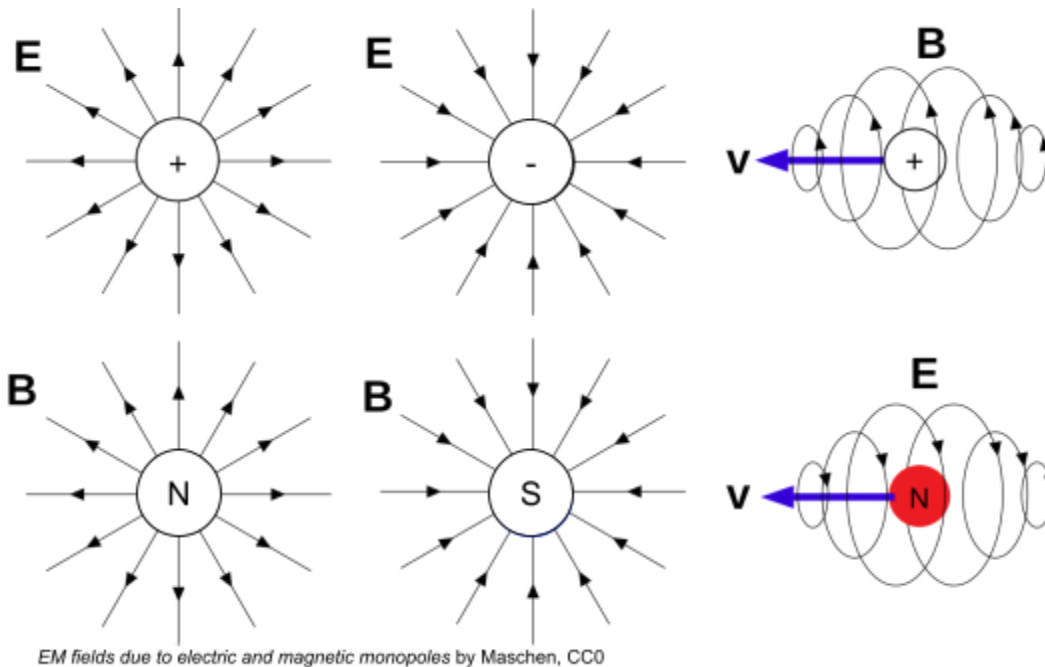 E
+
E
-
B
v
+
B
N
B
S
E
v
N
EM fields due to electric and magnetic monopoles by Maschen, CC0